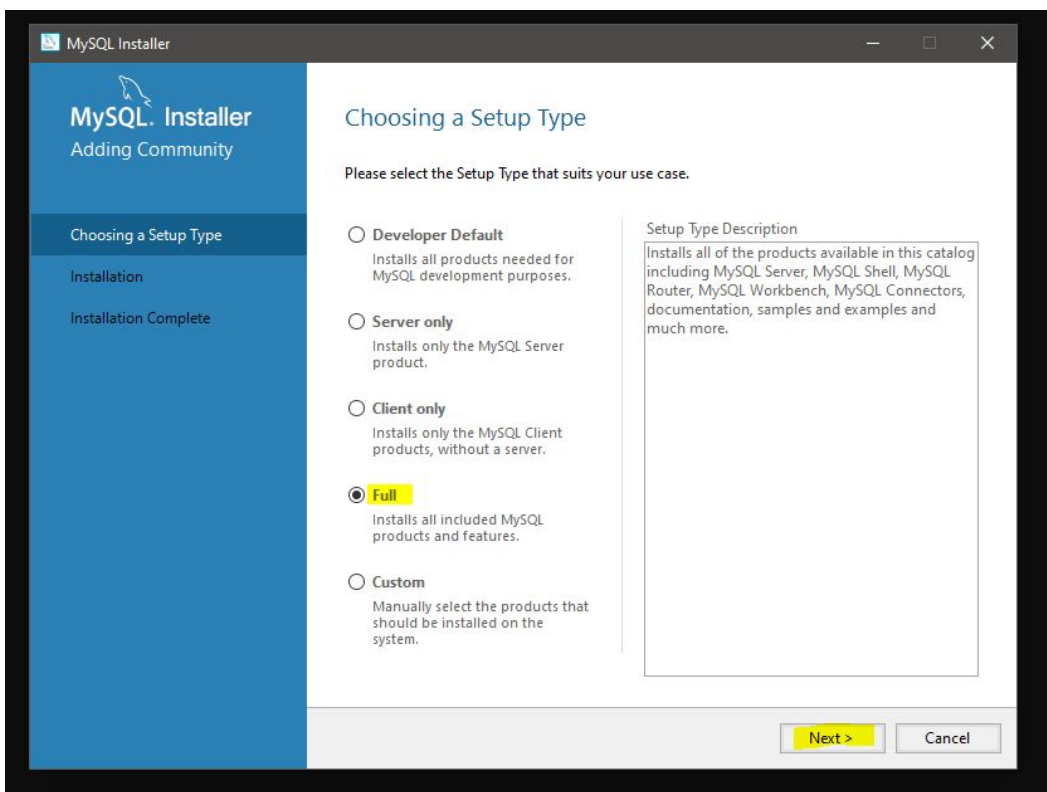 MySQL Installer
MySQL. Installer
Adding Community
Choosing a Setup Type
Installation
Installation Complete
Choosing a Setup Type
Please select the Setup Type that suits your use case.
Developer Default
Installs all products needed for
MySQL development purposes.
Server only
Installs only the MySQL Server
product.
Client only
Installs only the MySQL Client
products, without a server.
Full
Installs all included MySQL
products and features.
Custom
Manually select the products that
should be installed on the
system.
Setup Type Description
Installs all of the products available in this catalog
including MySQL Server, MySQL Shell, MySQL
Router, MySQL Workbench, MySQL Connectors,
documentation, samples and examples and
much more.
Next >
Cancel